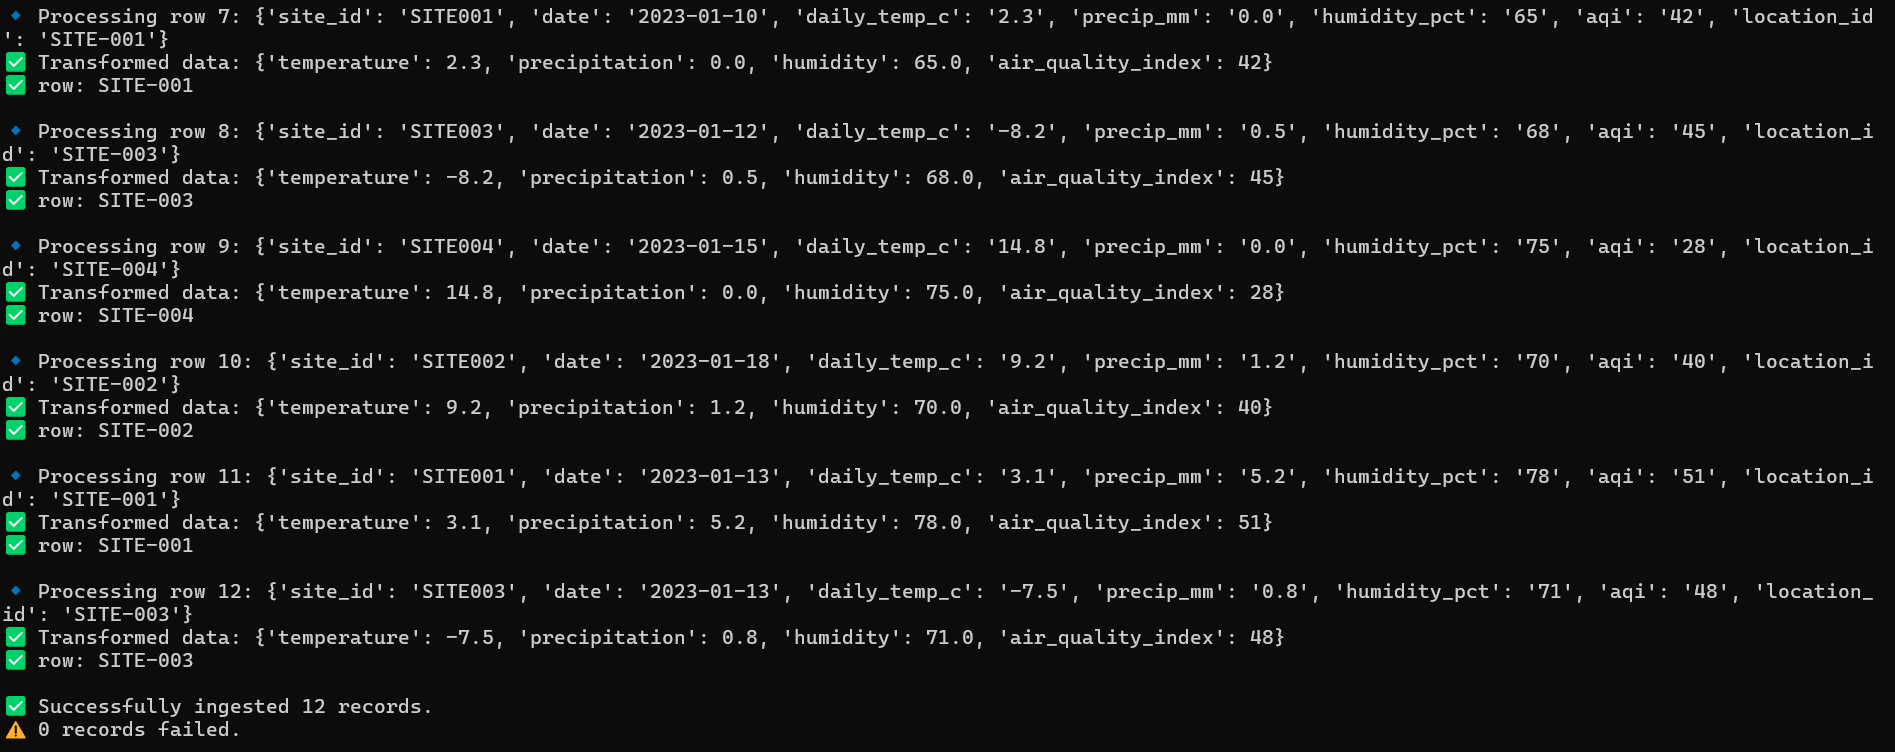 🔹 Processing row 7: {'site_id': 'SITE001', 'date': '2023-01-10', 'daily_temp_c': '2.3', 'precip_mm': '0.0', 'humidity_pct': '65', 'aqi': '42', 'location_id
': 'SITE-001'}
✅ Transformed data: {'temperature': 2.3, 'precipitation': 0.0, 'humidity': 65.0, 'air_quality_index': 42}
✅ row: SITE-001

🔹 Processing row 8: {'site_id': 'SITE003', 'date': '2023-01-12', 'daily_temp_c': '-8.2', 'precip_mm': '0.5', 'humidity_pct': '68', 'aqi': '45', 'location_i
d': 'SITE-003'}
✅ Transformed data: {'temperature': -8.2, 'precipitation': 0.5, 'humidity': 68.0, 'air_quality_index': 45}
✅ row: SITE-003

🔹 Processing row 9: {'site_id': 'SITE004', 'date': '2023-01-15', 'daily_temp_c': '14.8', 'precip_mm': '0.0', 'humidity_pct': '75', 'aqi': '28', 'location_i
d': 'SITE-004'}
✅ Transformed data: {'temperature': 14.8, 'precipitation': 0.0, 'humidity': 75.0, 'air_quality_index': 28}
✅ row: SITE-004

🔹 Processing row 10: {'site_id': 'SITE002', 'date': '2023-01-18', 'daily_temp_c': '9.2', 'precip_mm': '1.2', 'humidity_pct': '70', 'aqi': '40', 'location_i
d': 'SITE-002'}
✅ Transformed data: {'temperature': 9.2, 'precipitation': 1.2, 'humidity': 70.0, 'air_quality_index': 40}
✅ row: SITE-002

🔹 Processing row 11: {'site_id': 'SITE001', 'date': '2023-01-13', 'daily_temp_c': '3.1', 'precip_mm': '5.2', 'humidity_pct': '78', 'aqi': '51', 'location_i
d': 'SITE-001'}
✅ Transformed data: {'temperature': 3.1, 'precipitation': 5.2, 'humidity': 78.0, 'air_quality_index': 51}
✅ row: SITE-001

🔹 Processing row 12: {'site_id': 'SITE003', 'date': '2023-01-13', 'daily_temp_c': '-7.5', 'precip_mm': '0.8', 'humidity_pct': '71', 'aqi': '48', 'location_
id': 'SITE-003'}
✅ Transformed data: {'temperature': -7.5, 'precipitation': 0.8, 'humidity': 71.0, 'air_quality_index': 48}
✅ row: SITE-003

✅ Successfully ingested 12 records.
⚠️ 0 records failed.